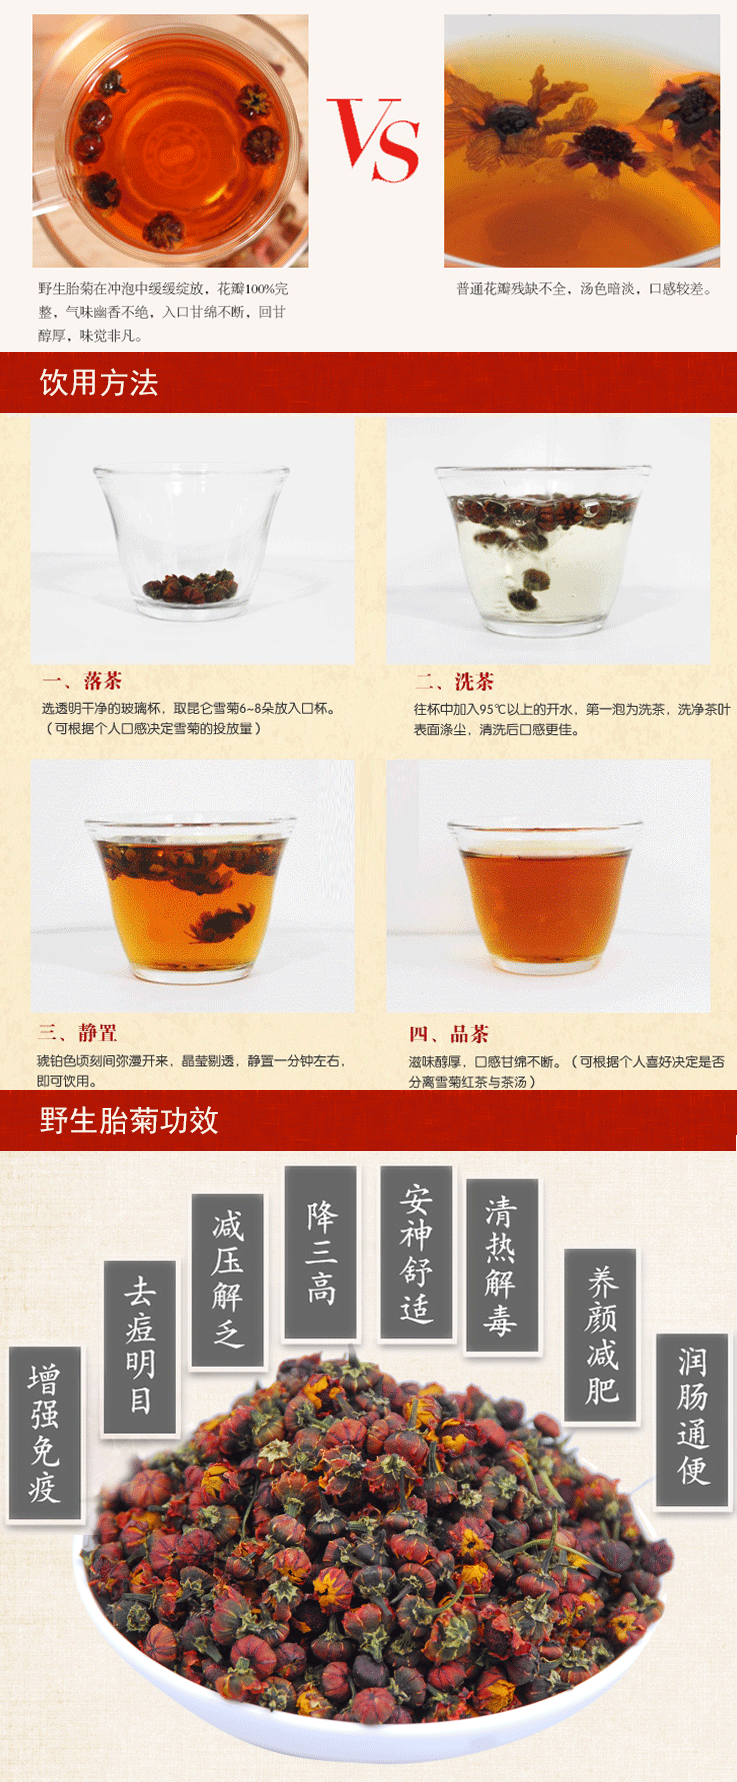 VS
野生胎菊在冲泡中缓缓绽放，花瓣100%完
整，气味幽香不绝，入口甘绵不断，回甘
醇厚，味觉非凡。
普通花瓣残缺不全，汤色暗淡，口感较差。
饮用方法
一、落茶
选透明干净的玻璃杯，取昆仑雪菊6~8朵放入口杯。
（可根据个人口感决定雪菊的投放量）
二、洗茶
往杯中加入95℃以上的开水，第一泡为洗茶，洗净茶叶
表面涤尘，清洗后口感更佳。
三、静置
琥铂色顷刻间弥漫开来，晶莹剔透，静置一分钟左右，
即可饮用。
四、品茶
滋味醇厚，口感甘绵不断。（可根据个人喜好决定是否
分离雪菊红茶与茶汤）
野生胎菊功效
增强免疫
去痘明目
减压解乏
降三高
安神舒适
清热解毒
养颜减肥
润肠通便